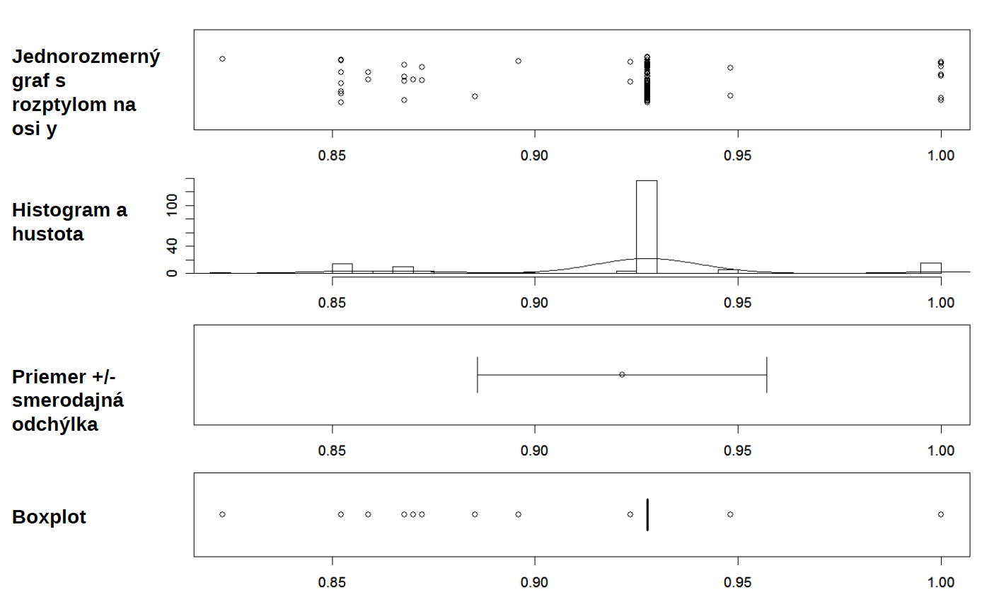 Jednorozmerný
graf s
rozptylom na
osi y
0.85 0.90 0.95 1.00
Histogram a
hustota
0 40 100
0.85 0.90 0.95 1.00
Priemer +/-
smerodajná
odchýlka
0.85 0.90 0.95 1.00
Boxplot
0.85 0.90 0.95 1.00